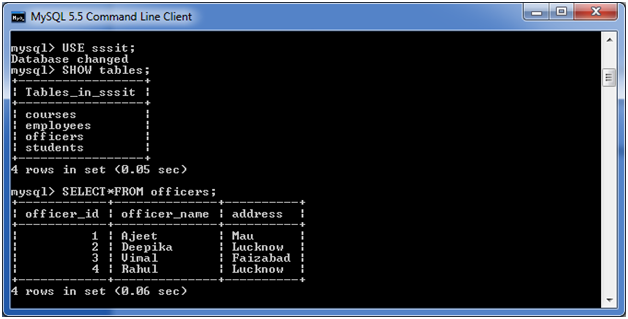 MySQL 5.5 Command Line Client
mysql> USE sssit;
Database changed
mysql> SHOW tables;
+-----------------+
| Tables_in_sssit |
+-----------------+
| courses         |
| employees       |
| officers        |
| students        |
+-----------------+
4 rows in set (0.05 sec)
mysql> SELECT*FROM officers;
+------------+--------------+----------+
| officer_id | officer_name | address  |
+------------+--------------+----------+
|          1 | Ajeet        | Mau      |
|          2 | Deepika      | Lucknow  |
|          3 | Vimal        | Faizabad |
|          4 | Rahul        | Lucknow  |
+------------+--------------+----------+
4 rows in set (0.06 sec)